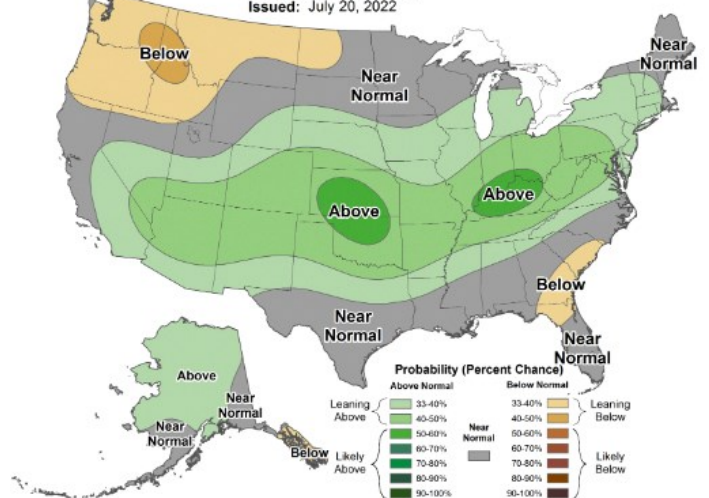 Issued: July 20, 2022
Below
Near
Normal
Near
Normal
Above
Above
Below
Near
Normal
Near
Normal
Above
Near
Normal
Near
Normal
Below
Probability (Percent Chance)
Above Normal
Below Normal
Leaning
Above
33-40%
40-50%
Likely
Above
50-60%
60-70%
70-80%
80-90%
90-100%
Near
Normal
33-40%
40-50%
Leaning
Below
50-60%
60-70%
70-80%
80-90%
90-100%
Likely
Below